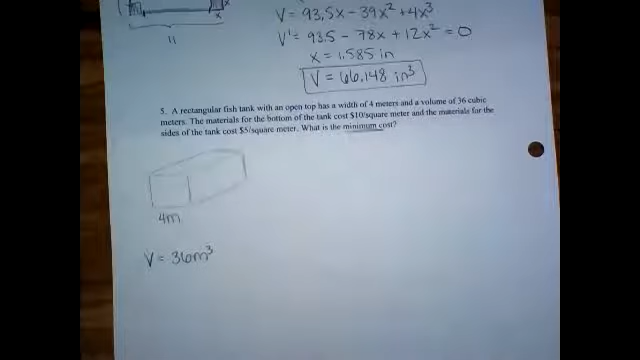 x
x
11
V = 93.5x - 39x² + 4x³
V' = 93.5 - 78x + 12x² = 0
x = 1.585 in
V = 66.148 in³
5. A rectangular fish tank with an open top has a width of 4 meters and a volume of 36 cubic
meters. The materials for the bottom of the tank cost $10/square meter and the materials for the
sides of the tank cost $5/square meter. What is the minimum cost?
4m
V = 36m³